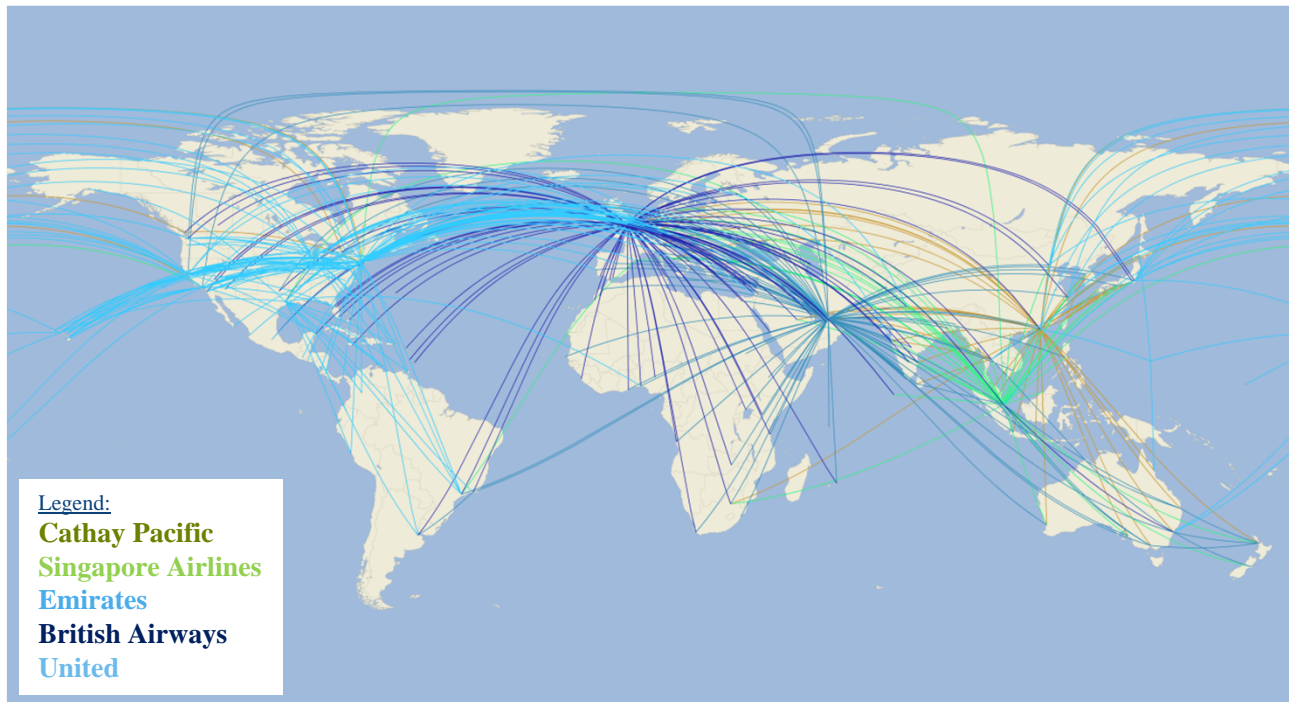 Legend:
Cathay Pacific
Singapore Airlines
Emirates
British Airways
United